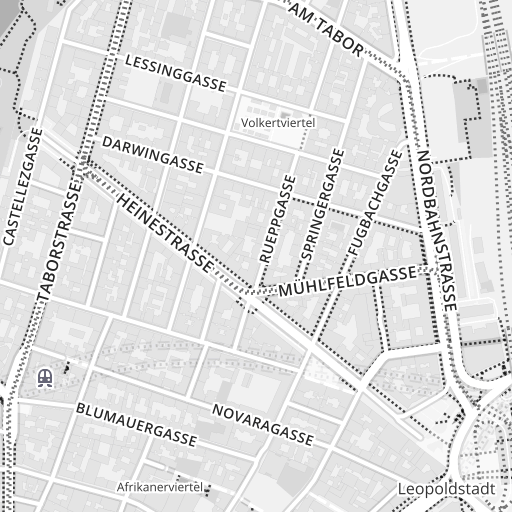 AM TABOR
LESSINGGASSE
Volkertviertel
DARWINGASSE
CASTELLEZGASSE
NORDBAHNSTRASSE
TABORSTRASSE
HEINESTRASSE
RUEPPGASSE
SPRINGERGASSE
FUGBACHGASSE
MÜHLFELDGASSE
BLUMAUERGASSE
NOVARAGASSE
Afrikanerviertel
Leopoldstadt